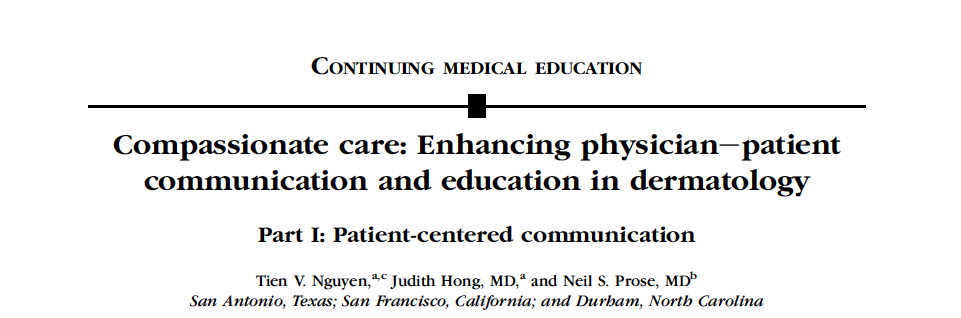 CONTINUING MEDICAL EDUCATION
Compassionate care: Enhancing physician–patient
communication and education in dermatology
Part I: Patient-centered communication
Tien V. Nguyen,a,c Judith Hong, MD,a and Neil S. Prose, MDb
San Antonio, Texas; San Francisco, California; and Durham, North Carolina